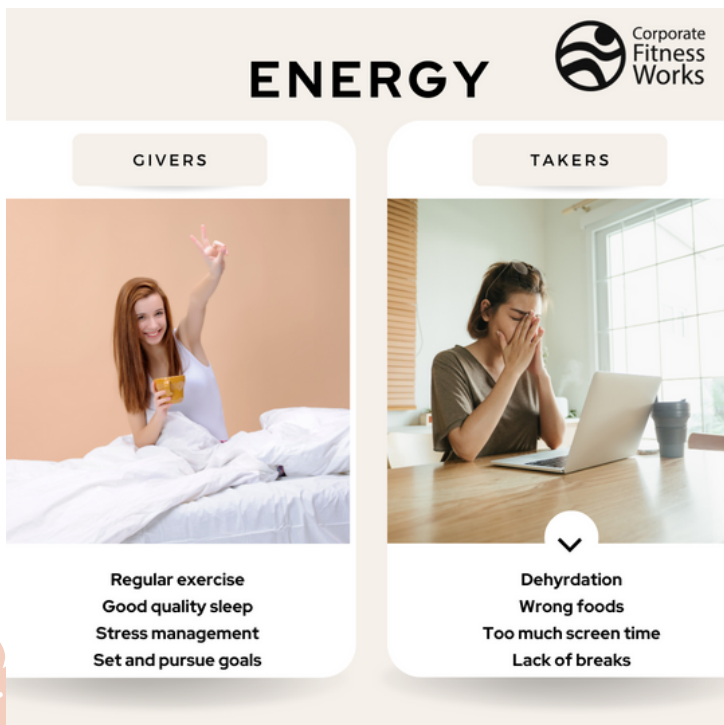 ENERGY
Corporate
Fitness
Works
GIVERS
Regular exercise
Good quality sleep
Stress management
Set and pursue goals
TAKERS
Dehyrdation
Wrong foods
Too much screen time
Lack of breaks